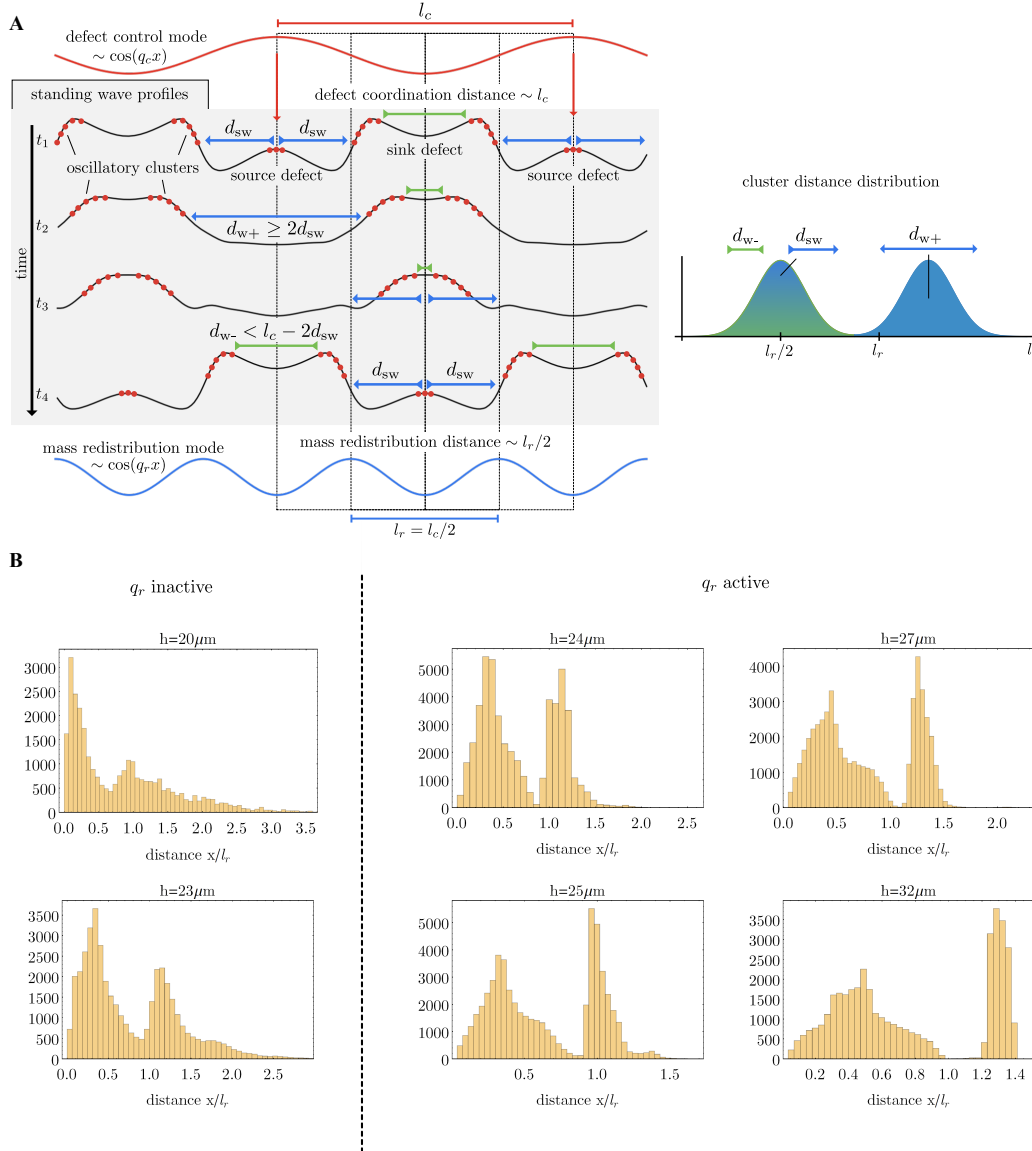 A
l_c
defect control mode
~ cos(q_c x)
standing wave profiles
defect coordination distance ~ l_c
t_1
d_sw
d_sw
oscillatory clusters
source defect
sink defect
source defect
t_2
d_w+ ≥ 2d_sw
time
t_3
d_w- < l_c − 2d_sw
t_4
d_sw
d_sw
mass redistribution mode
~ cos(q_r x)
mass redistribution distance ~ l_r/2
l_r = l_c/2
cluster distance distribution
d_w-
d_sw
d_w+
l_r/2
l_r
l
B
q_r inactive
q_r active
h=20μm
3000
2500
2000
1500
1000
500
0
0.0 0.5 1.0 1.5 2.0 2.5 3.0 3.5
distance x/l_r
h=24μm
5000
4000
3000
2000
1000
0
0.0 0.5 1.0 1.5 2.0 2.5
distance x/l_r
h=27μm
4000
3000
2000
1000
0
0.0 0.5 1.0 1.5 2.0
distance x/l_r
h=23μm
3500
3000
2500
2000
1500
1000
500
0
0.0 0.5 1.0 1.5 2.0 2.5
distance x/l_r
h=25μm
5000
4000
3000
2000
1000
0
0.5 1.0 1.5
distance x/l_r
h=32μm
3500
3000
2500
2000
1500
1000
500
0
0.2 0.4 0.6 0.8 1.0 1.2 1.4
distance x/l_r